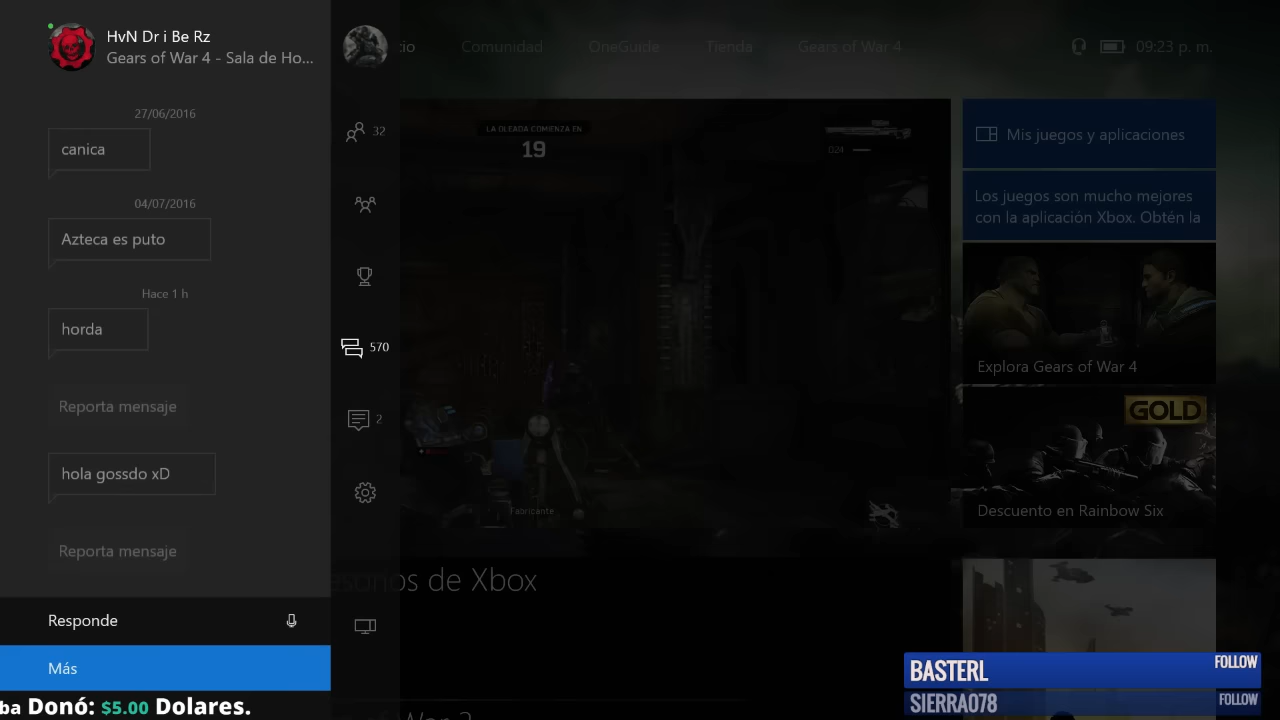 HvN Dr i Be Rz
Gears of War 4 - Sala de Ho...
27/06/2016
canica
04/07/2016
Azteca es puto
Hace 1 h
horda
Reporta mensaje
hola gossdo xD
Reporta mensaje
Responde
Más
ba Donó: $5.00 Dolares.
32
570
2
cio
Comunidad
OneGuide
Tienda
Gears of War 4
09:23 p. m.
LA OLEADA COMIENZA EN
19
024
Fabricante
Mis juegos y aplicaciones
Los juegos son mucho mejores
con la aplicación Xbox. Obtén la
Explora Gears of War 4
GOLD
Descuento en Rainbow Six
esorios de Xbox
BASTERL FOLLOW
SIERRA078 FOLLOW